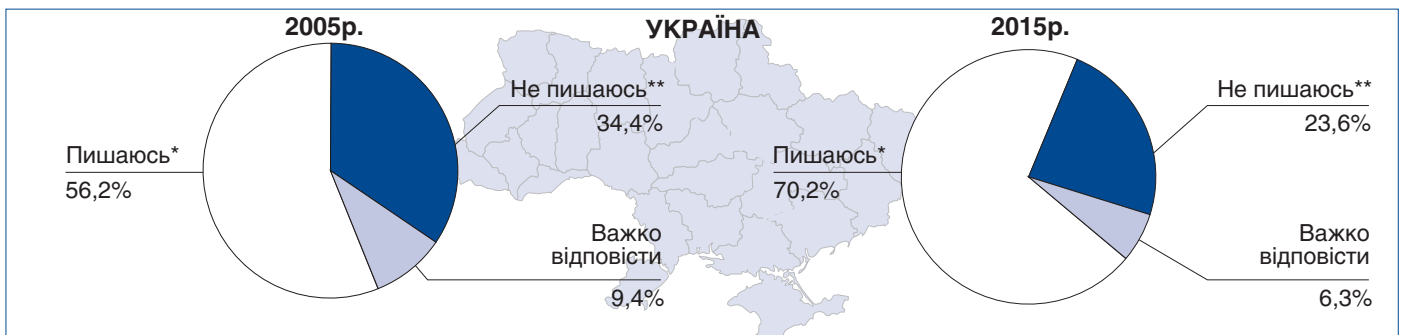 УКРАЇНА
2005р.
Не пишаюсь**
34,4%
Пишаюсь*
56,2%
Важко
відповісти
9,4%
2015р.
Не пишаюсь**
23,6%
Пишаюсь*
70,2%
Важко
відповісти
6,3%